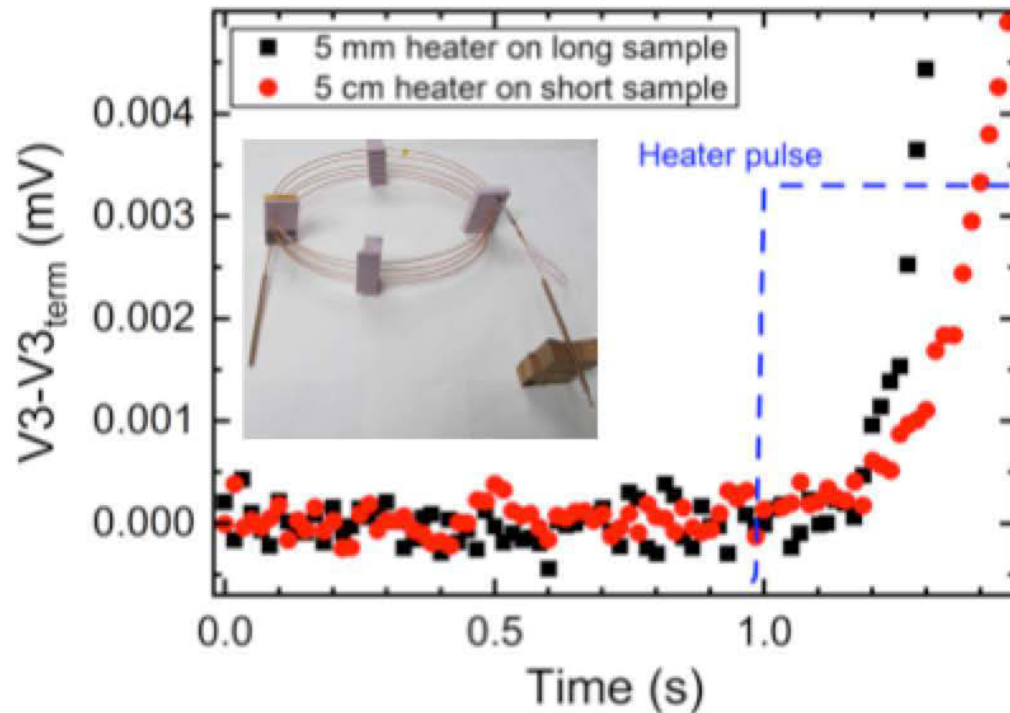 5 mm heater on long sample
5 cm heater on short sample
Heater pulse
V3-V3term (mV)
0.004
0.003
0.002
0.001
0.000
0.0
0.5
1.0
Time (s)